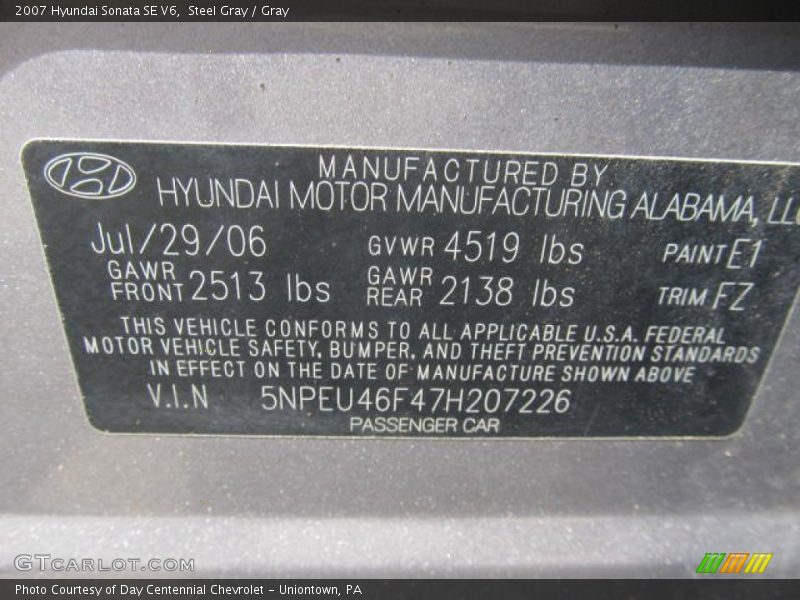 2007 Hyundai Sonata SE V6, Steel Gray / Gray
MANUFACTURED BY
HYUNDAI MOTOR MANUFACTURING ALABAMA, LLC
Jul/29/06 GVWR 4519 lbs PAINT E1
GAWR FRONT 2513 lbs GAWR REAR 2138 lbs TRIM FZ
THIS VEHICLE CONFORMS TO ALL APPLICABLE U.S.A. FEDERAL
MOTOR VEHICLE SAFETY, BUMPER, AND THEFT PREVENTION STANDARDS
IN EFFECT ON THE DATE OF MANUFACTURE SHOWN ABOVE
V.I.N 5NPEU46F47H207226
PASSENGER CAR
GTCARLOT.COM
Photo Courtesy of Day Centennial Chevrolet - Uniontown, PA